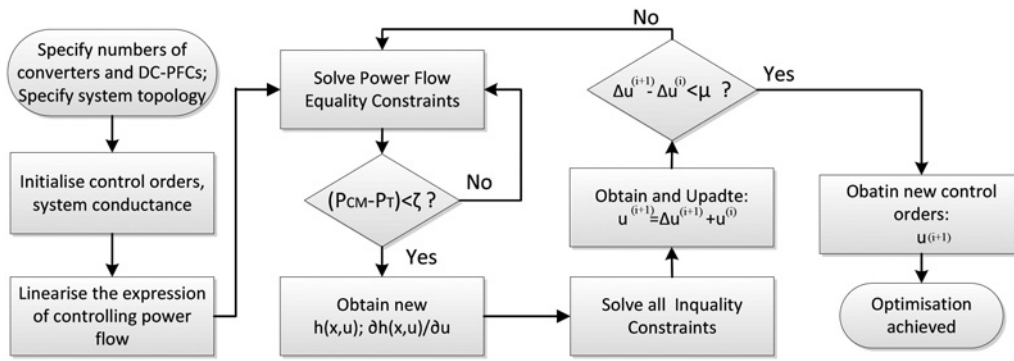 Specify numbers of
converters and DC-PFCs;
Specify system topology
Initialise control orders,
system conductance
Linearise the expression
of controlling power
flow
Solve Power Flow
Equality Constraints
(PCM-PT)<ζ ?
No
Yes
Obtain new
h(x,u); ∂h(x,u)/∂u
Solve all Inquality
Constraints
Obtain and Upadte:
u^(i+1)=Δu^(i+1)+u^(i)
Δu^(i+1)-Δu^(i)<μ ?
No
Yes
Obatin new control
orders:
u(i+1)
Optimisation
achieved